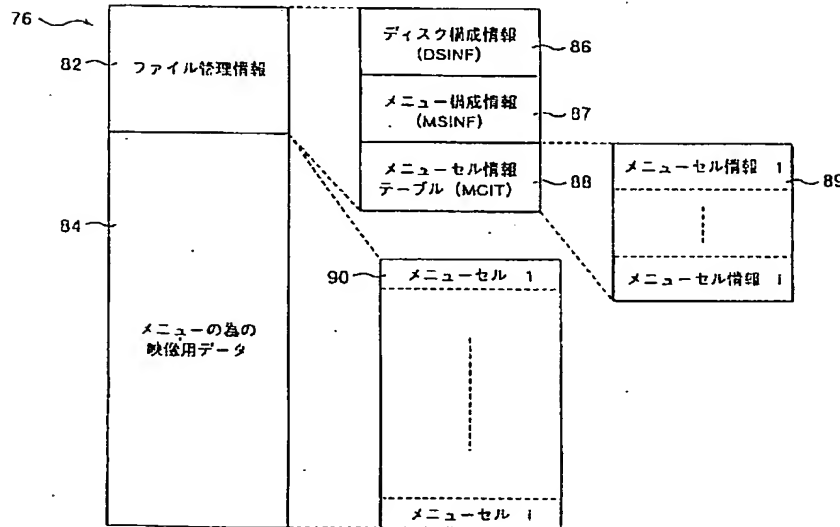 76
82
ファイル管理情報
84
メニューの為の
映像用データ
ディスク構成情報
(DSINF)
86
メニュー構成情報
(MSINF)
87
メニューセル情報
テーブル (MCIT)
88
メニューセル情報 1
89
メニューセル情報 i
90
メニューセル 1
メニューセル i